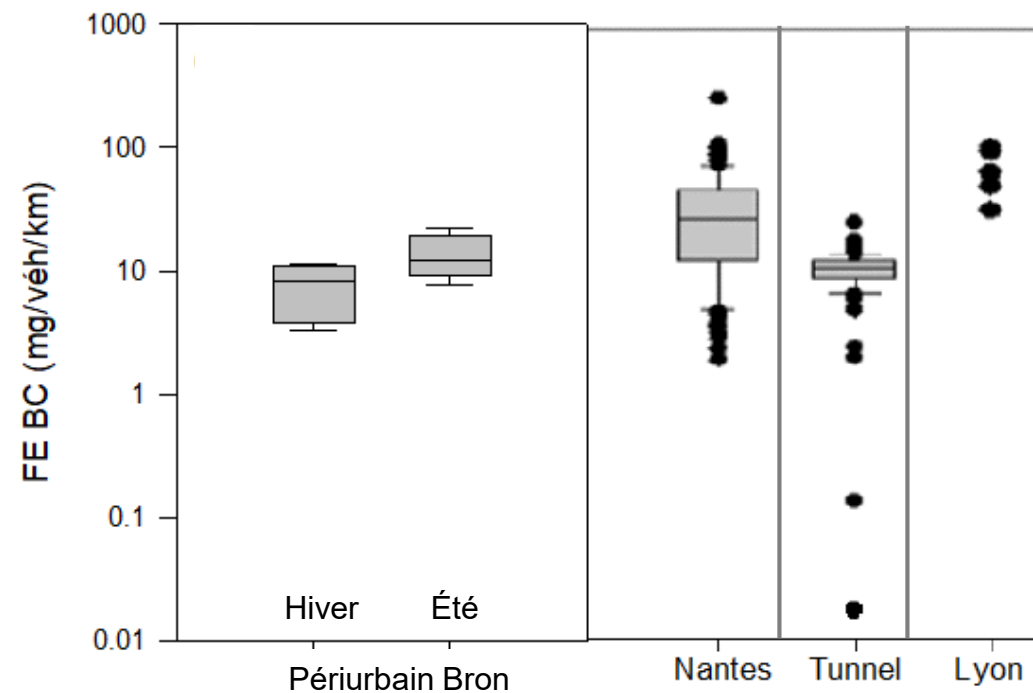 FE BC (mg/véh/km)
1000
100
10
1
0.1
0.01
Hiver Été
Périurbain Bron
Nantes Tunnel Lyon